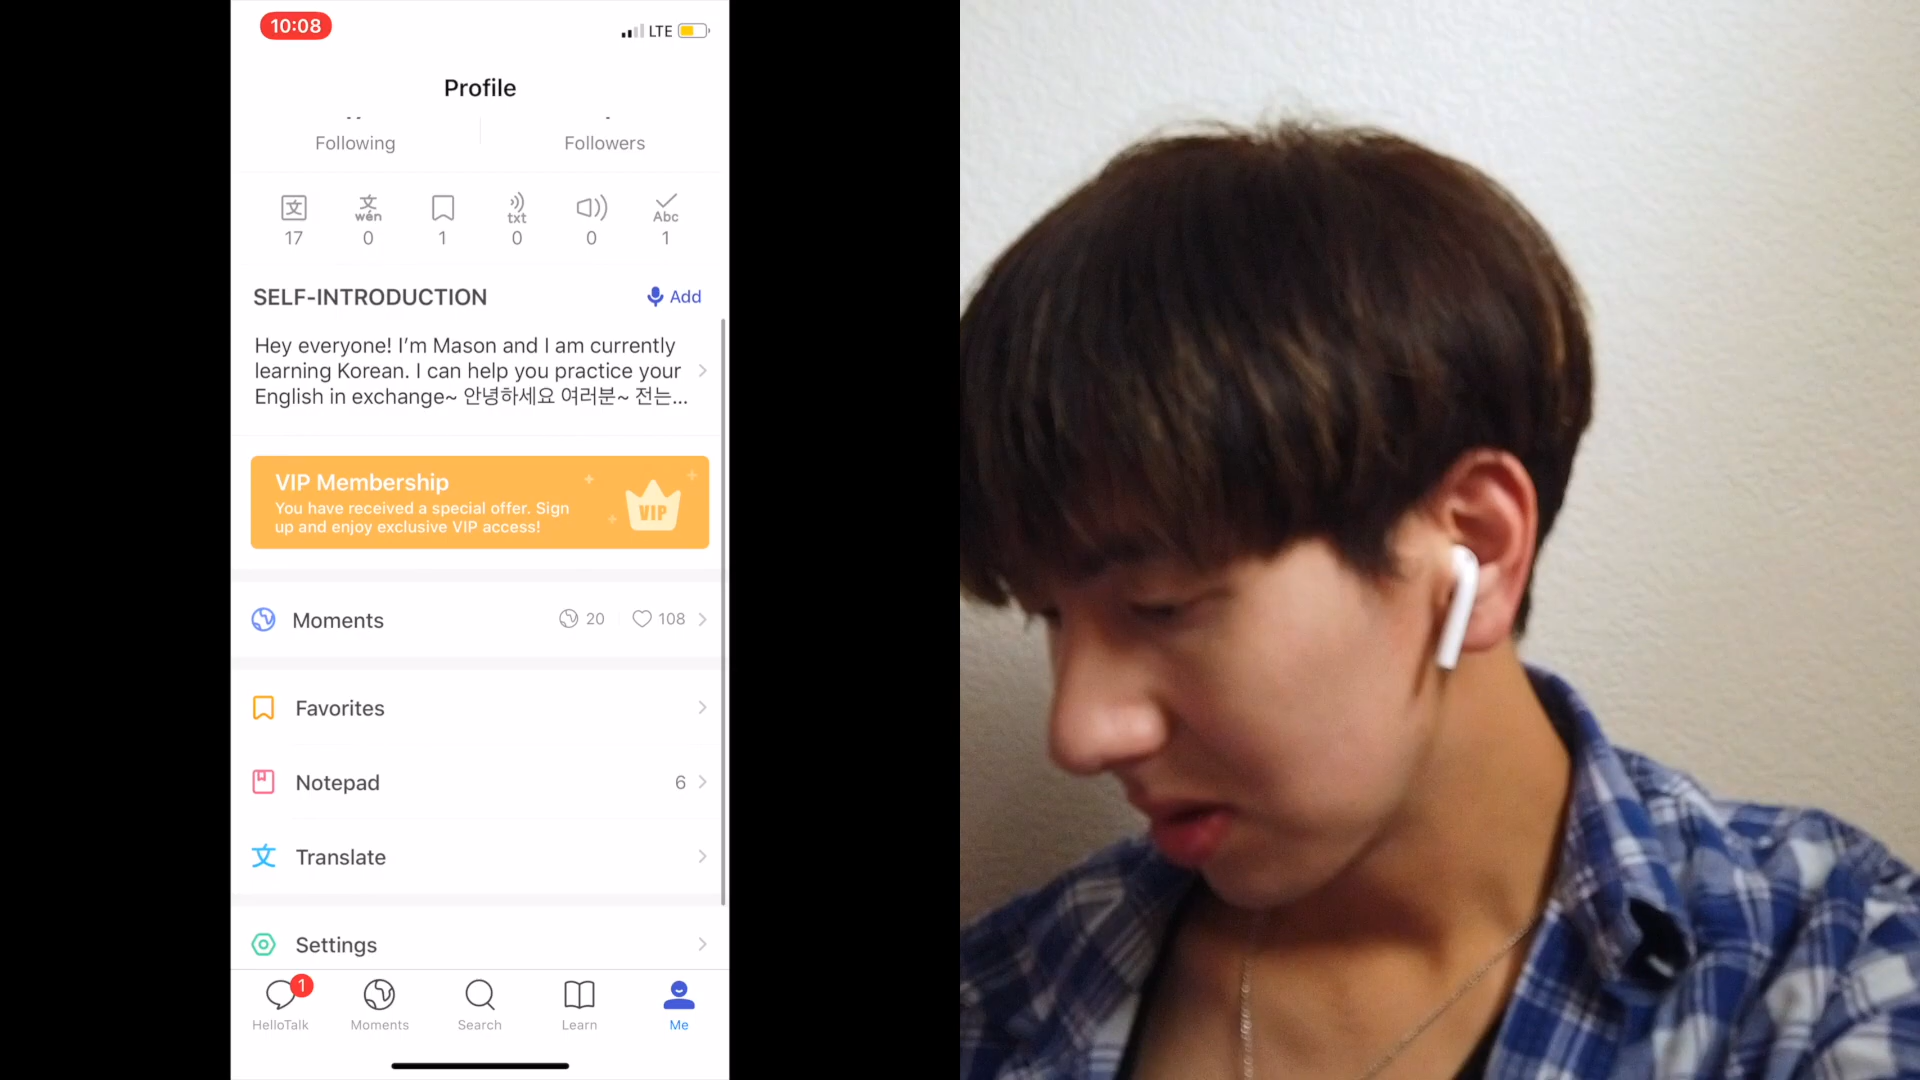 10:08
LTE
Profile
Following
Followers
文
文
wén
txt
Abc
17
0
1
0
0
1
SELF-INTRODUCTION
Add
Hey everyone! I’m Mason and I am currently
learning Korean. I can help you practice your
English in exchange~ 안녕하세요 여러분~ 전는...
VIP Membership
You have received a special offer. Sign
up and enjoy exclusive VIP access!
VIP
Moments
20
108
Favorites
Notepad
6
文
Translate
Settings
1
HelloTalk
Moments
Search
Learn
Me